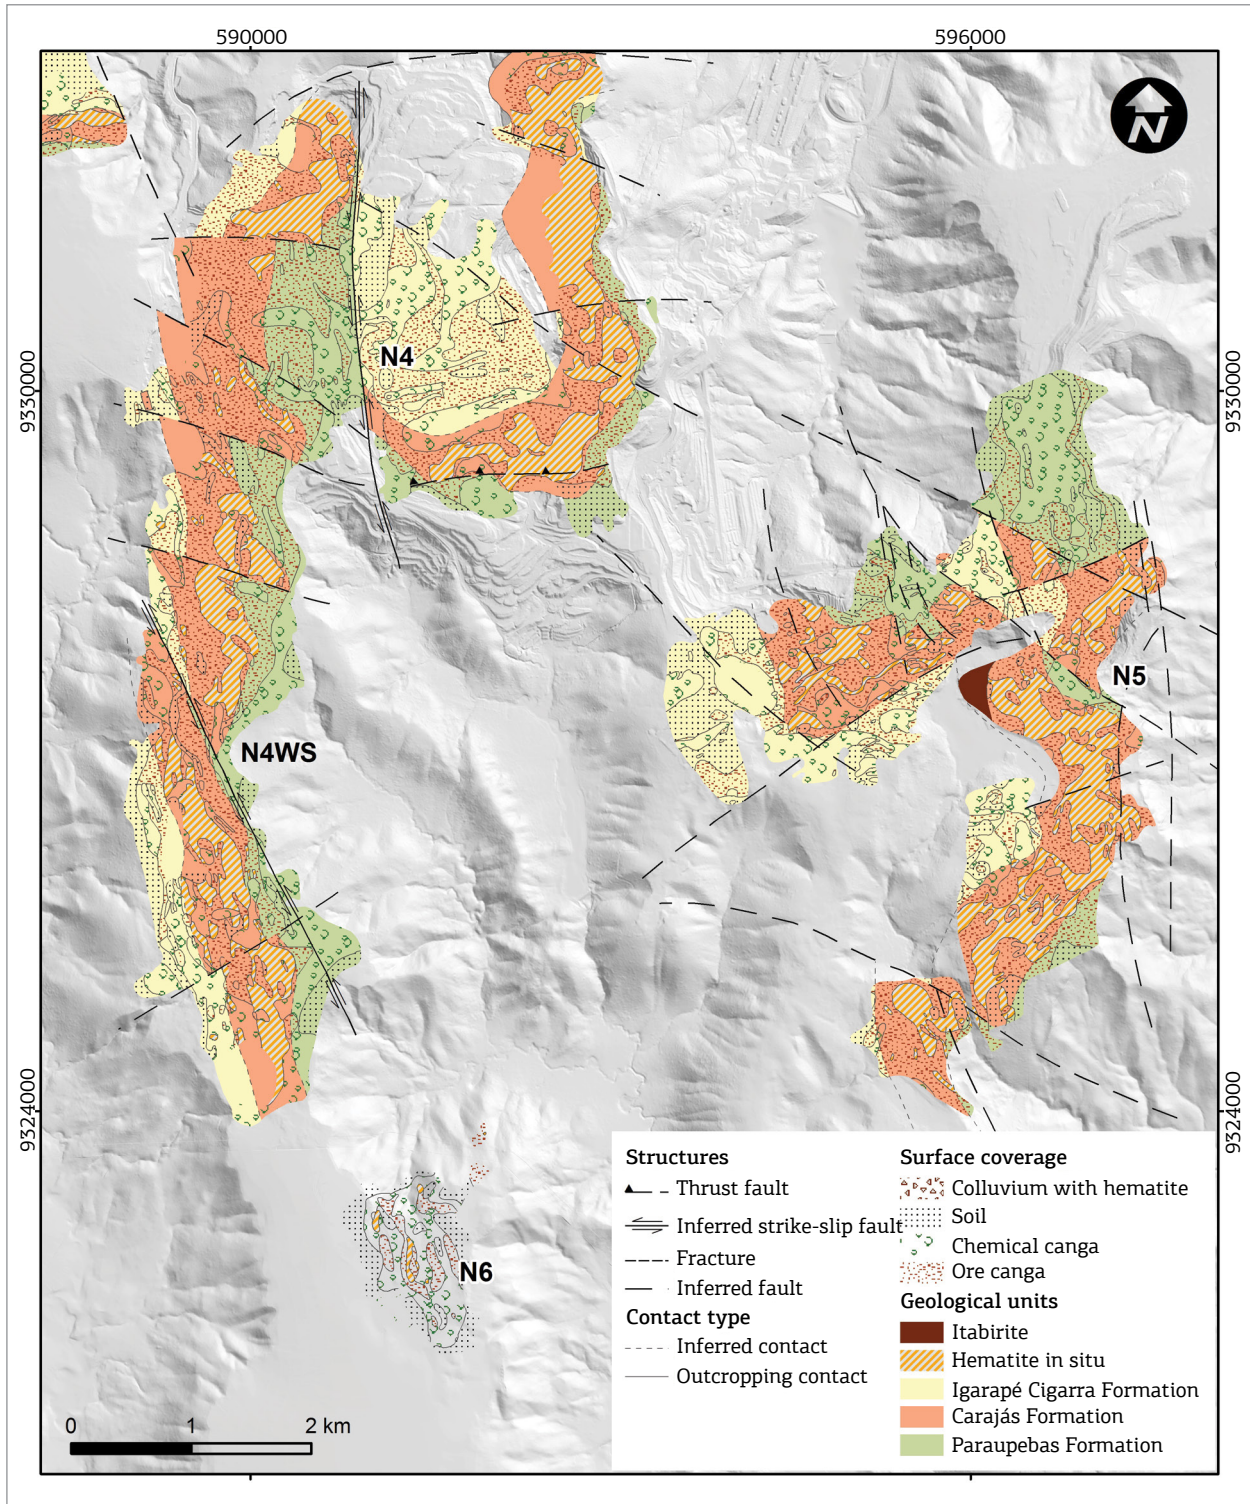 590000
596000
N
N4
9330000
9330000
N5
N4WS
9324000
9324000
N6
0 1 2 km
Structures
Thrust fault
Inferred strike-slip fault
Fracture
Inferred fault
Contact type
Inferred contact
Outcropping contact
Surface coverage
Colluvium with hematite
Soil
Chemical canga
Ore canga
Geological units
Itabirite
Hematite in situ
Igarapé Cigarra Formation
Carajás Formation
Paraupebas Formation